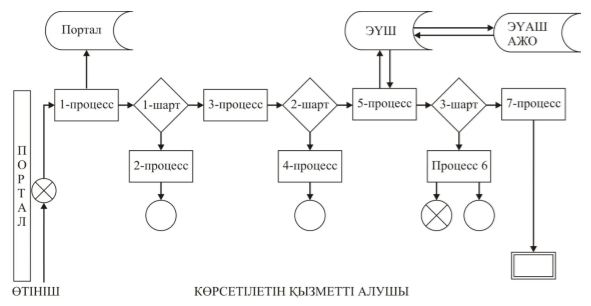 Портал
ЭҮШ
ЭҮАШ
АЖО
1-процесс
1-шарт
3-процесс
2-шарт
5-процесс
3-шарт
7-процесс
ПОРТАЛ
2-процесс
4-процесс
Процесс 6
ӨТІНІШ
КӨРСЕТІЛЕТІН ҚЫЗМЕТТІ АЛУШЫ